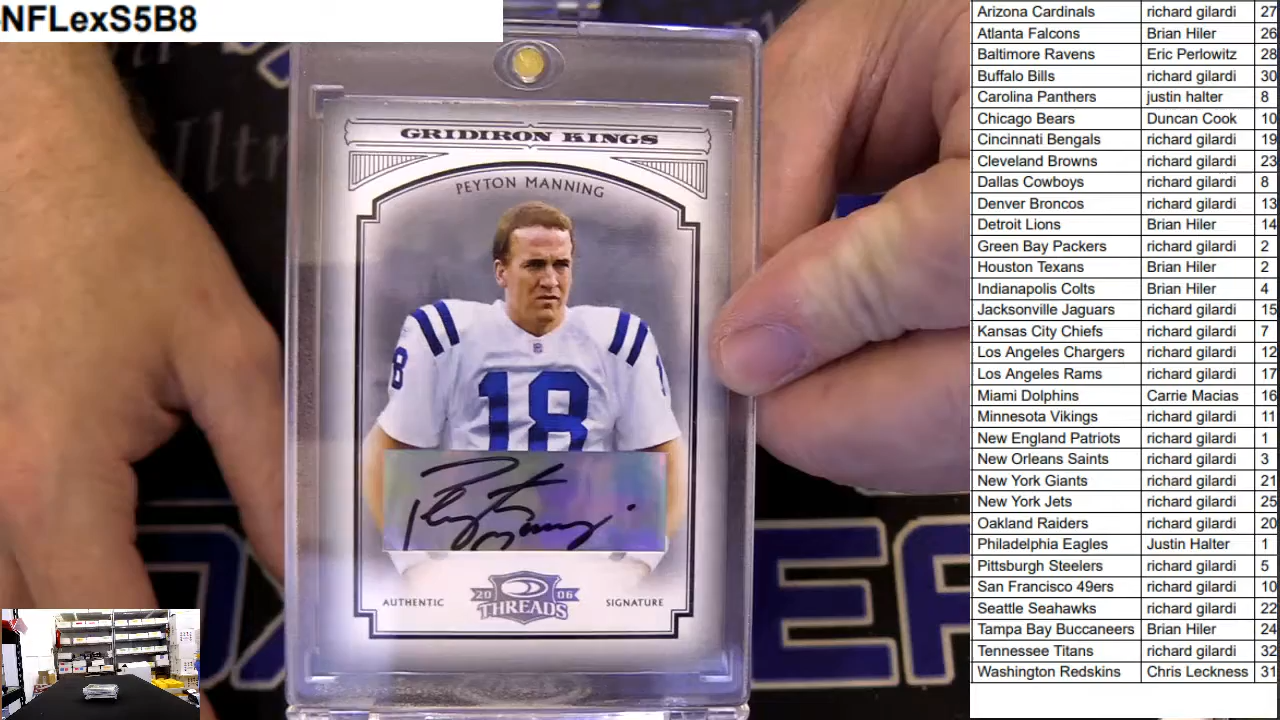 NFLexS5B8
GRIDIRON KINGS
PEYTON MANNING
8
18
Peyton Manning
AUTHENTIC
2006
THREADS
SIGNATURE
Arizona Cardinals richard gilardi 27
Atlanta Falcons Brian Hiler 26
Baltimore Ravens Eric Perlowitz 28
Buffalo Bills richard gilardi 30
Carolina Panthers justin halter 8
Chicago Bears Duncan Cook 10
Cincinnati Bengals richard gilardi 19
Cleveland Browns richard gilardi 23
Dallas Cowboys richard gilardi 8
Denver Broncos richard gilardi 13
Detroit Lions Brian Hiler 14
Green Bay Packers richard gilardi 2
Houston Texans Brian Hiler 2
Indianapolis Colts Brian Hiler 4
Jacksonville Jaguars richard gilardi 15
Kansas City Chiefs richard gilardi 7
Los Angeles Chargers richard gilardi 12
Los Angeles Rams richard gilardi 17
Miami Dolphins Carrie Macias 16
Minnesota Vikings richard gilardi 11
New England Patriots richard gilardi 1
New Orleans Saints richard gilardi 3
New York Giants richard gilardi 21
New York Jets richard gilardi 25
Oakland Raiders richard gilardi 20
Philadelphia Eagles Justin Halter 1
Pittsburgh Steelers richard gilardi 5
San Francisco 49ers richard gilardi 10
Seattle Seahawks richard gilardi 22
Tampa Bay Buccaneers Brian Hiler 24
Tennessee Titans richard gilardi 32
Washington Redskins Chris Leckness 31